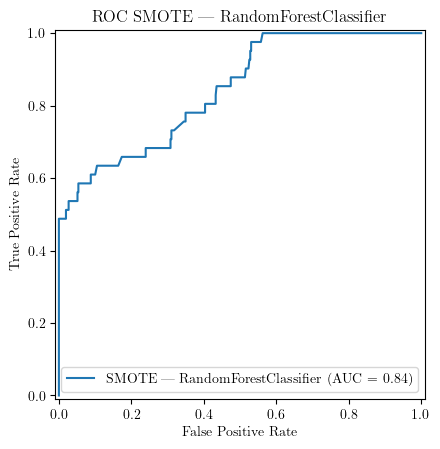 ROC SMOTE — RandomForestClassifier
True Positive Rate
1.0
0.8
0.6
0.4
0.2
0.0
SMOTE — RandomForestClassifier (AUC = 0.84)
0.0 0.2 0.4 0.6 0.8 1.0
False Positive Rate